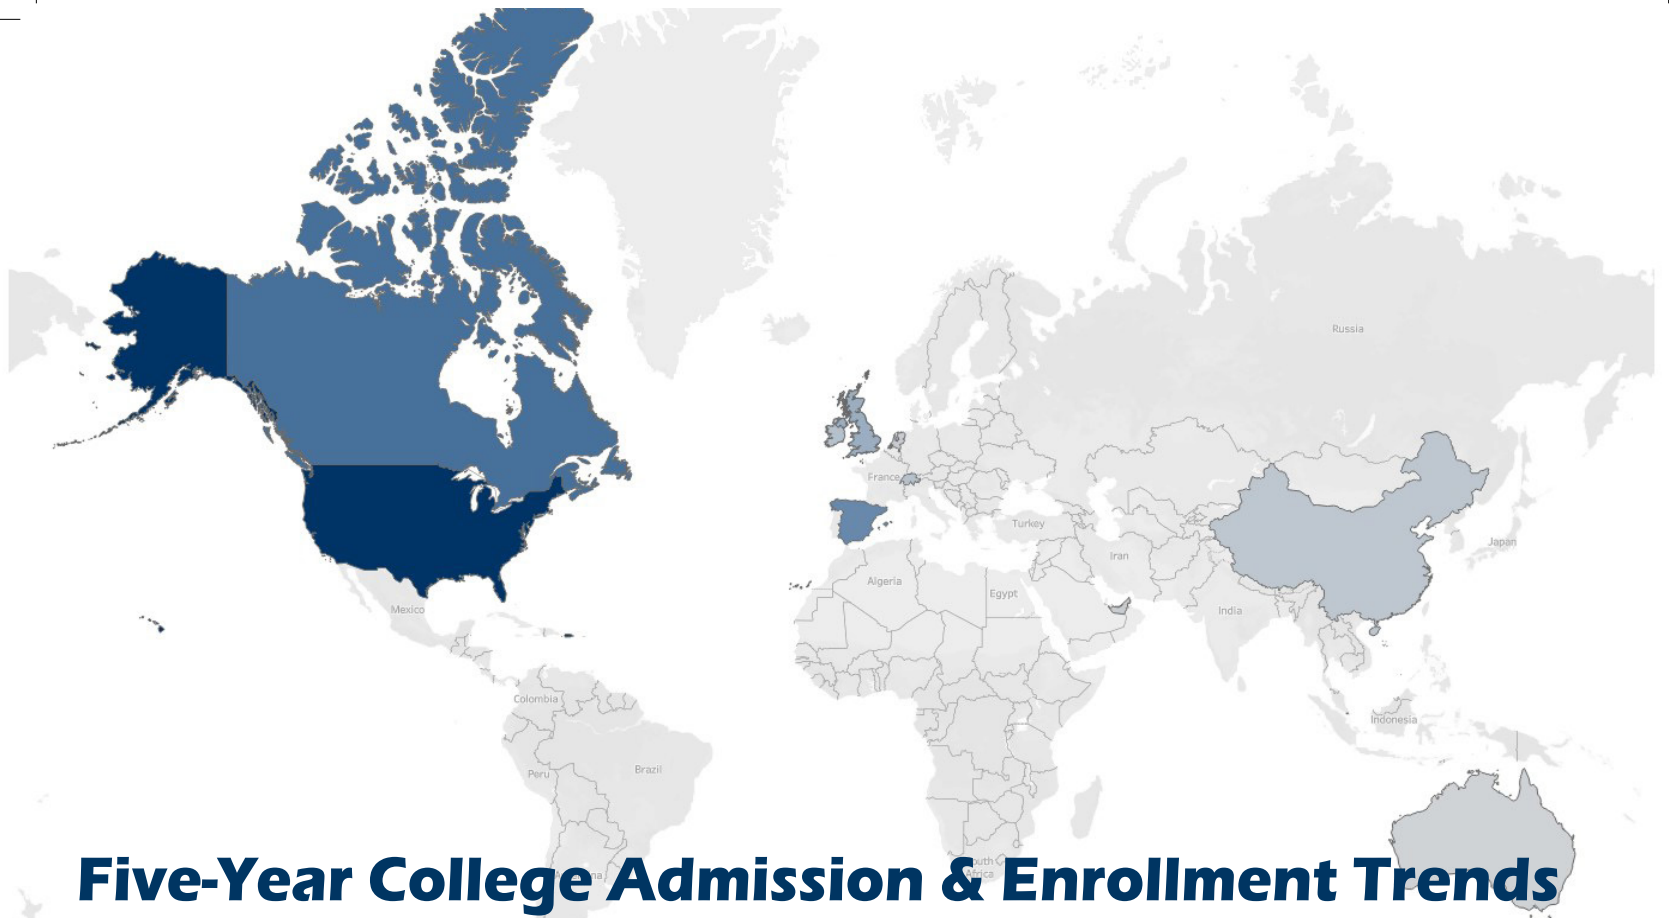 Russia
France
Turkey
Japan
Iran
Algeria
Egypt
Mexico
India
Colombia
Indonesia
Brazil
Peru
Five-Year College Admission & Enrollment Trends
Africa